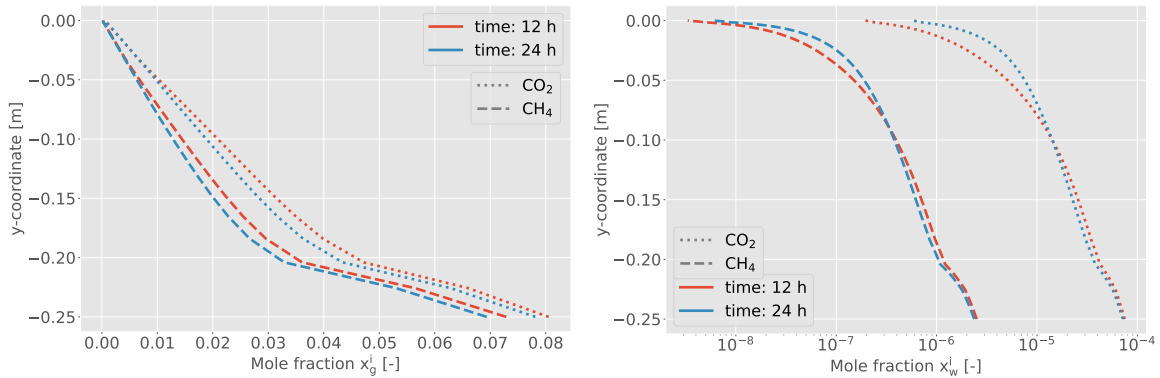 0.00
−0.05
−0.10
−0.15
−0.20
−0.25
y-coordinate [m]
time: 12 h
time: 24 h
CO₂
CH₄
0.00 0.01 0.02 0.03 0.04 0.05 0.06 0.07 0.08
Mole fraction xᵢg [-]
0.00
−0.05
−0.10
−0.15
−0.20
−0.25
y-coordinate [m]
CO₂
CH₄
time: 12 h
time: 24 h
10⁻⁸ 10⁻⁷ 10⁻⁶ 10⁻⁵ 10⁻⁴
Mole fraction xⁱw [-]